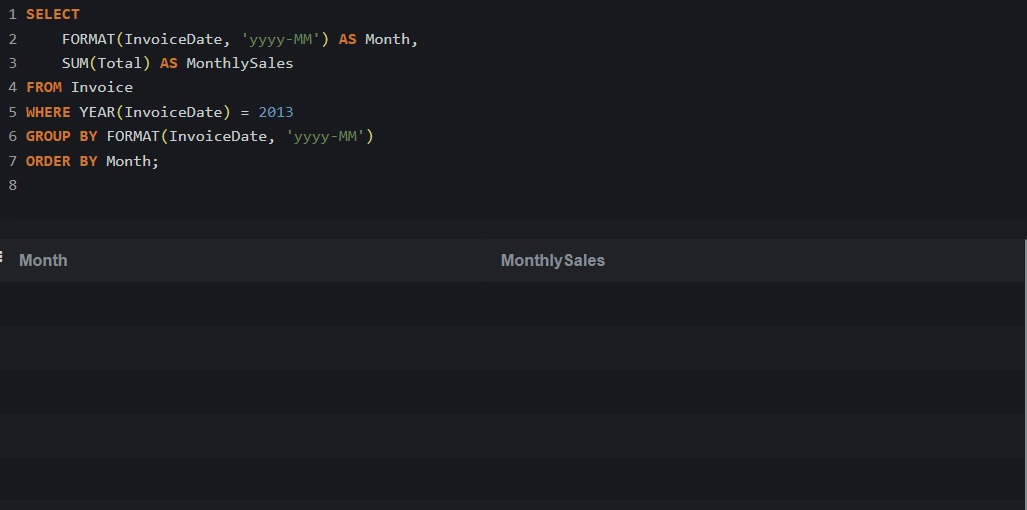 1 SELECT
2     FORMAT(InvoiceDate, 'yyyy-MM') AS Month,
3     SUM(Total) AS MonthlySales
4 FROM Invoice
5 WHERE YEAR(InvoiceDate) = 2013
6 GROUP BY FORMAT(InvoiceDate, 'yyyy-MM')
7 ORDER BY Month;
8
Month MonthlySales